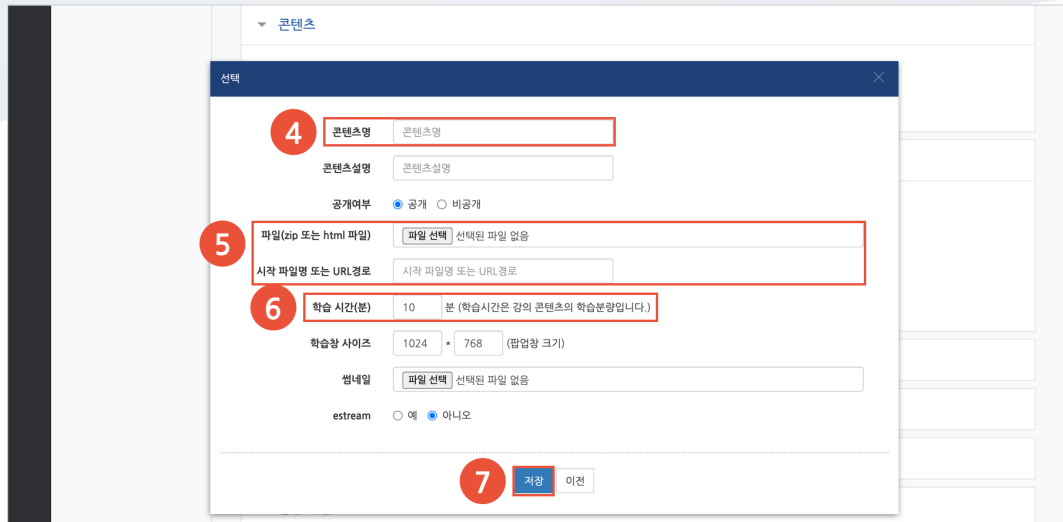 콘텐츠
선택
4 콘텐츠명 콘텐츠명
콘텐츠설명 콘텐츠설명
공개여부 공개 비공개
5 파일(zip 또는 html 파일) 파일 선택 선택된 파일 없음
시작 파일명 또는 URL경로 시작 파일명 또는 URL경로
6 학습 시간(분) 10 분 (학습시간은 강의 콘텐츠의 학습분량입니다.)
학습창 사이즈 1024 * 768 (팝업창 크기)
썸네일 파일 선택 선택된 파일 없음
estream 예 아니오
7 저장 이전